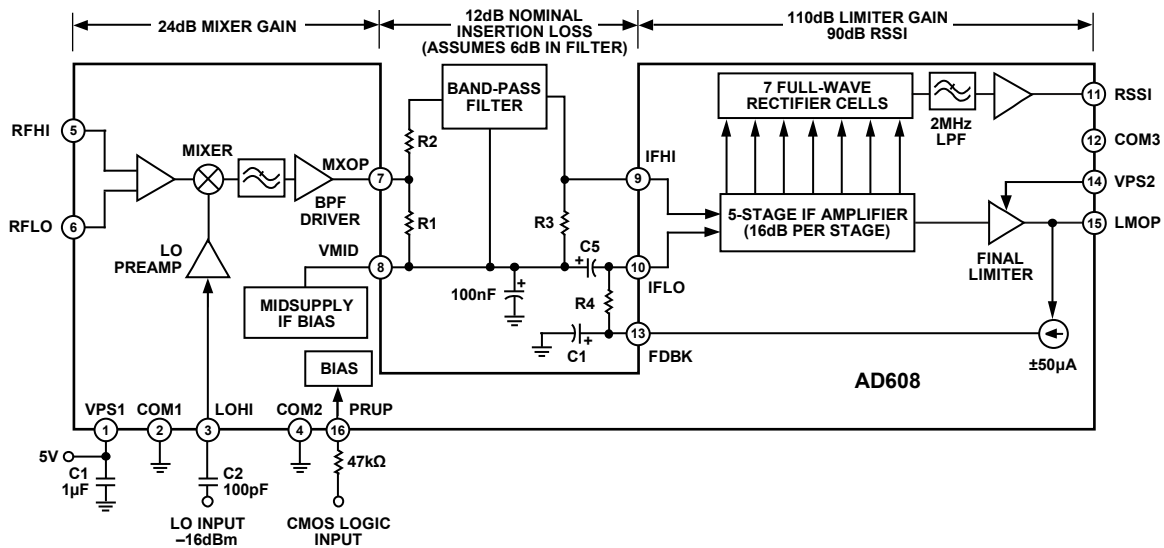 24dB MIXER GAIN
12dB NOMINAL
INSERTION LOSS
(ASSUMES 6dB IN FILTER)
110dB LIMITER GAIN
90dB RSSI
RFHI
5
RFLO
6
MIXER
LO
PREAMP
BPF
DRIVER
MXOP
7
VMID
8
MIDSUPPLY
IF BIAS
BAND-PASS
FILTER
R2
R1
R3
100nF
+
+
C5
R4
C1
+
IFHI
9
10
IFLO
13
FDBK
7 FULL-WAVE
RECTIFIER CELLS
2MHz
LPF
5-STAGE IF AMPLIFIER
(16dB PER STAGE)
FINAL
LIMITER
11
RSSI
12
COM3
14
VPS2
15
LMOP
±50µA
AD608
BIAS
VPS1
COM1
LOHI
COM2
PRUP
1
2
3
4
16
5V
C1
1µF
C2
100pF
47kΩ
LO INPUT
–16dBm
CMOS LOGIC
INPUT